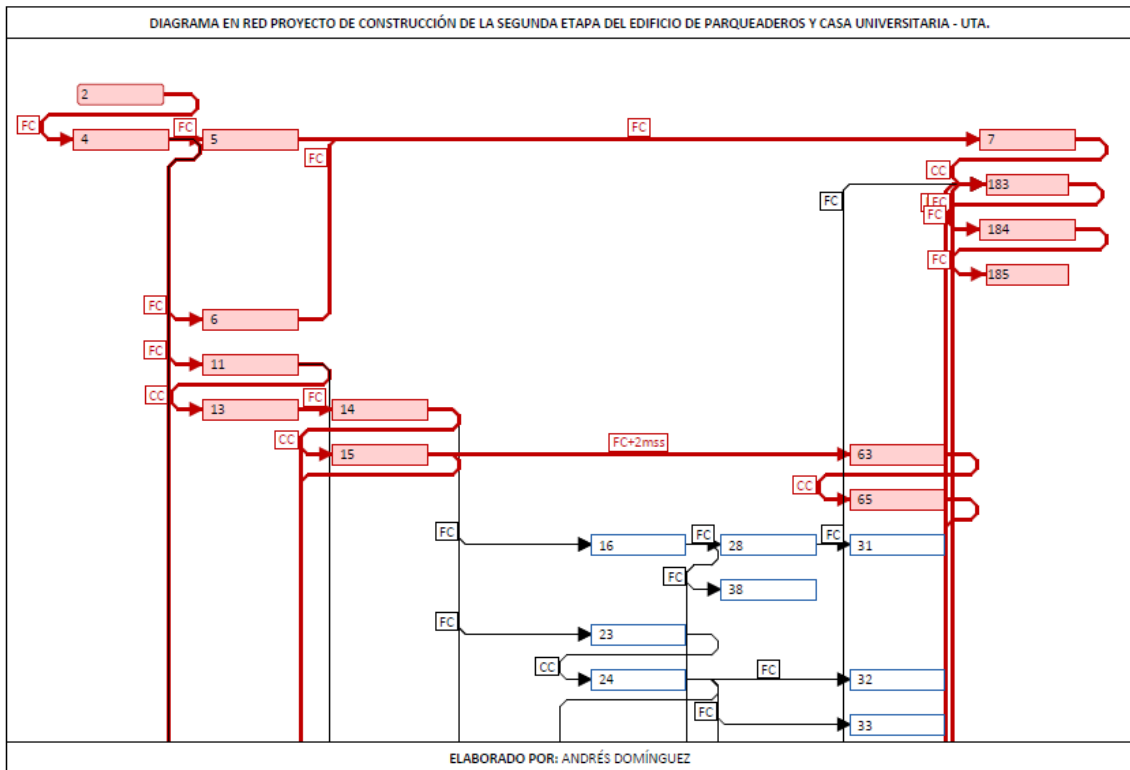 DIAGRAMA EN RED PROYECTO DE CONSTRUCCIÓN DE LA SEGUNDA ETAPA DEL EDIFICIO DE PARQUEADEROS Y CASA UNIVERSITARIA - UTA.
2
FC FC FC
4 5 7
FC CC
FC 183
FC
FC 184
FC 185
FC
6
FC
11
CC FC
13 14
CC FC+2mss
15 63
CC
65
FC FC FC
16 28 31
FC
38
FC
23
CC FC
24 32
FC
33
ELABORADO POR: ANDRÉS DOMÍNGUEZ